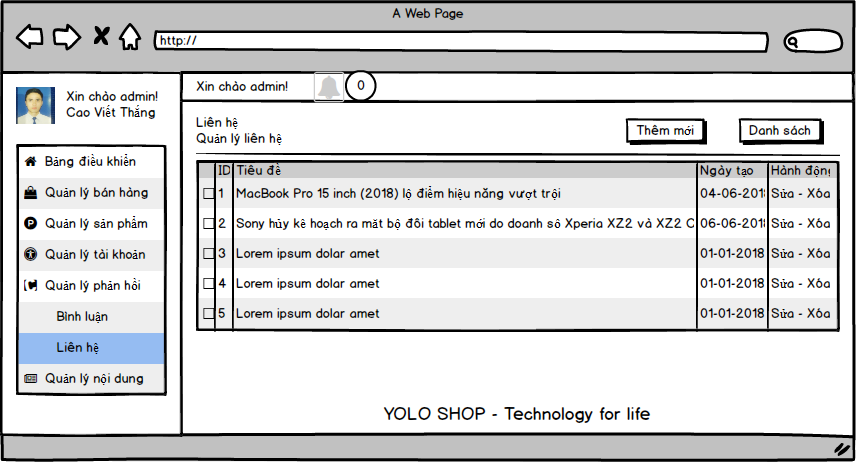 A Web Page
http://
Xin chào admin!
Cao Viết Thắng
Bảng điều khiển
Quản lý bán hàng
Quản lý sản phẩm
Quản lý tài khoản
Quản lý phản hồi
Bình luận
Liên hệ
Quản lý nội dung
Xin chào admin!
0
Liên hệ
Quản lý liên hệ
Thêm mới
Danh sách
ID Tiêu đề Ngày tạo Hành động
1 MacBook Pro 15 inch (2018) lộ điểm hiệu năng vượt trội 04-06-2018 Sửa - Xóa
2 Sony hủy kế hoạch ra mắt bộ đôi tablet mới do doanh số Xperia XZ2 và XZ2 C 06-06-2018 Sửa - Xóa
3 Lorem ipsum dolar amet 01-01-2018 Sửa - Xóa
4 Lorem ipsum dolar amet 01-01-2018 Sửa - Xóa
5 Lorem ipsum dolar amet 01-01-2018 Sửa - Xóa
YOLO SHOP - Technology for life